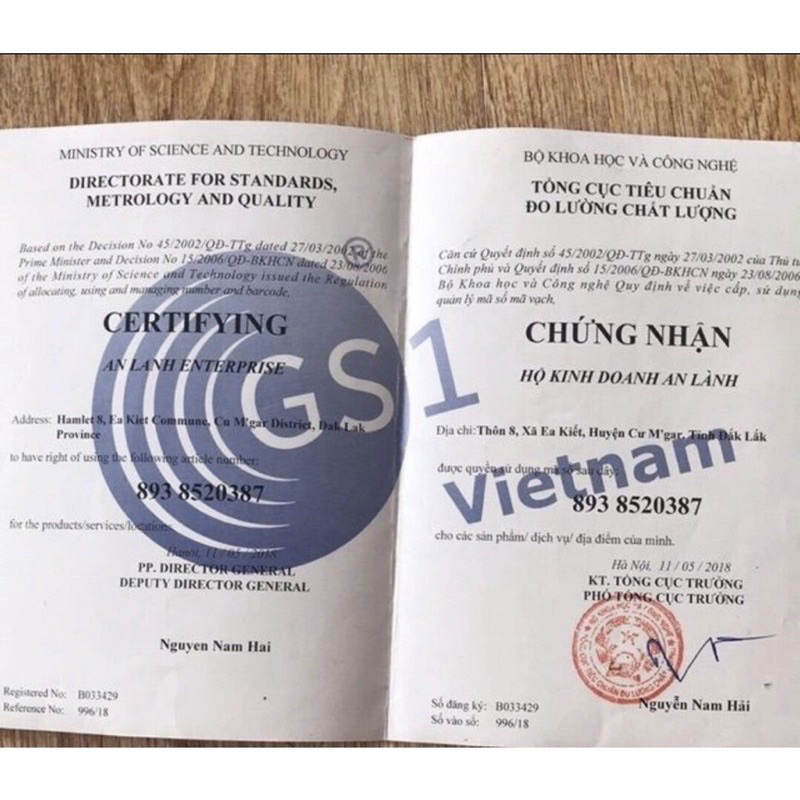 MINISTRY OF SCIENCE AND TECHNOLOGY
DIRECTORATE FOR STANDARDS,
METROLOGY AND QUALITY
Based on the Decision No 45/2002/QĐ-TTg dated 27/03/2002 of the
Prime Minister and Decision No 15/2006/QĐ-BKHCN dated 23/08/2006
of the Ministry of Science and Technology issued the Regulation
of allocating, using and managing number and barcode,
CERTIFYING
AN LANH ENTERPRISE
Address: Hamlet 8, Ea Kiet Commune, Cu M'gar District, Dak Lak
Province
to have right of using the following article number:
893 8520387
for the products/services/locations.
Hanoi, 11 / 05 / 2018
PP. DIRECTOR GENERAL
DEPUTY DIRECTOR GENERAL
Nguyen Nam Hai
Registered No: B033429
Reference No: 996/18
GS1
Vietnam
®
BỘ KHOA HỌC VÀ CÔNG NGHỆ
TỔNG CỤC TIÊU CHUẨN
ĐO LƯỜNG CHẤT LƯỢNG
Căn cứ Quyết định số 45/2002/QĐ-TTg ngày 27/03/2002 của Thủ tư
Chính phủ và Quyết định số 15/2006/QĐ-BKHCN ngày 23/08/2006
Bộ Khoa học và Công nghệ Quy định về việc cấp, sử dụng
quản lý mã số mã vạch,
CHỨNG NHẬN
HỘ KINH DOANH AN LÀNH
Địa chỉ: Thôn 8, Xã Ea Kiết, Huyện Cư M'gar, Tỉnh Đắk Lắk
được quyền sử dụng mã số sau đây:
893 8520387
cho các sản phẩm/ dịch vụ/ địa điểm của mình.
Hà Nội, 11 / 05 / 2018
KT. TỔNG CỤC TRƯỞNG
PHÓ TỔNG CỤC TRƯỞNG
Nguyễn Nam Hải
Số đăng ký: B033429
Số vào sổ: 996/18